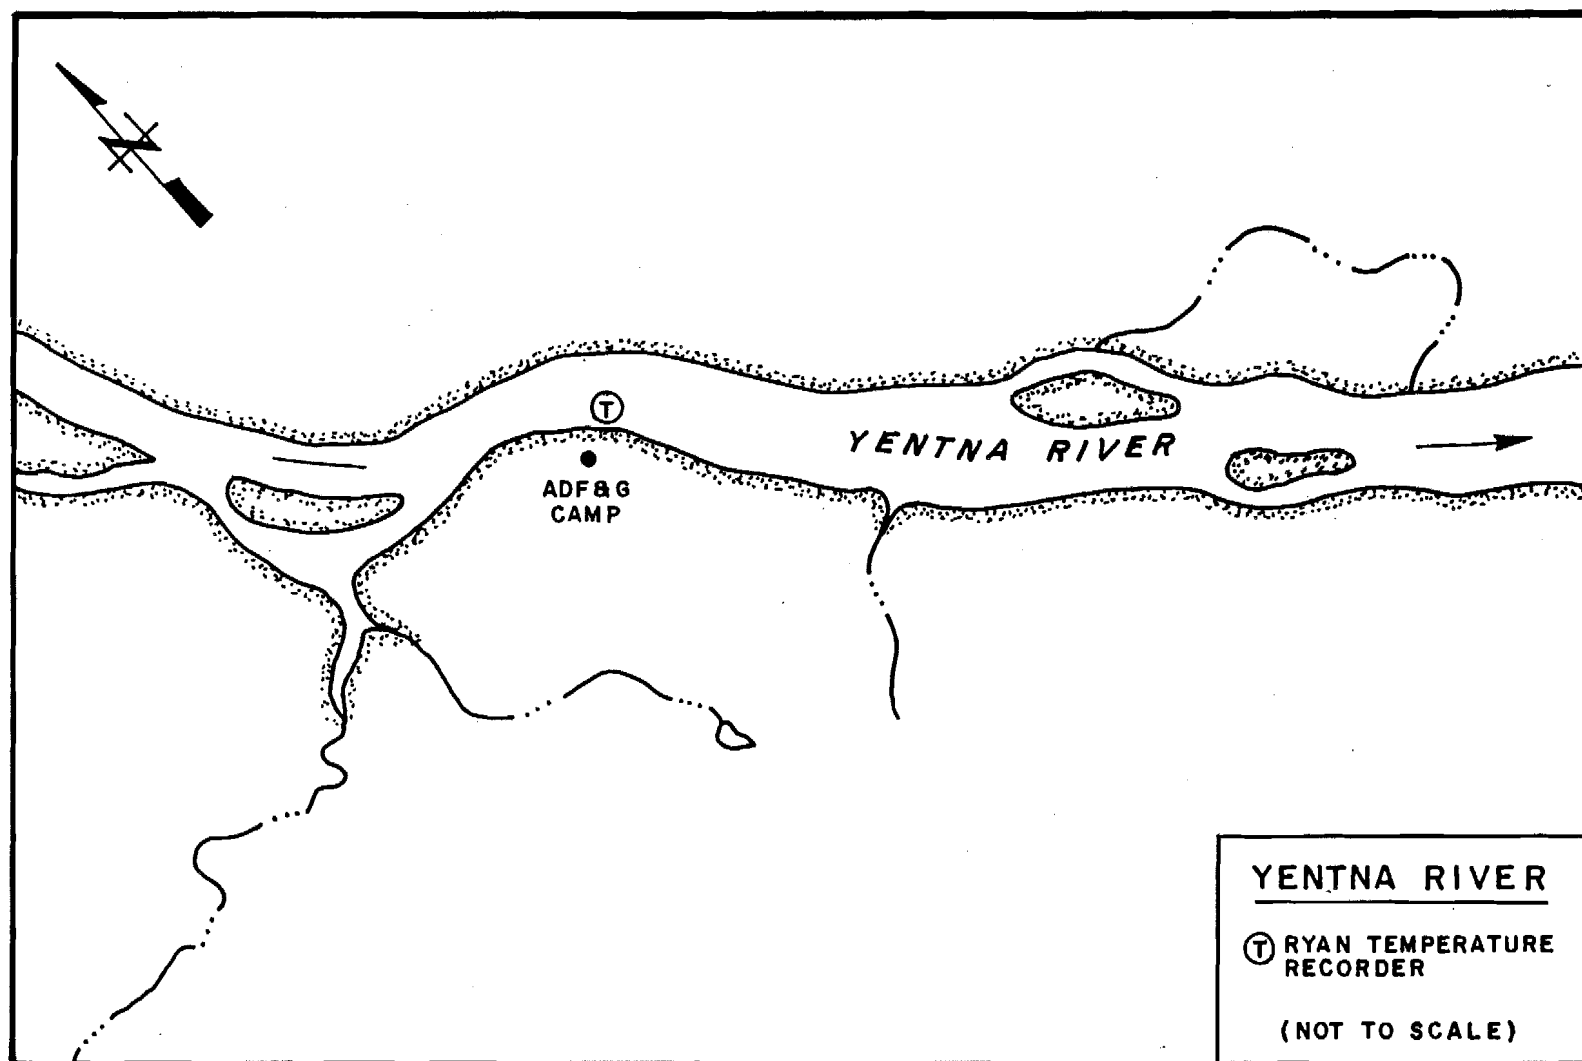 N
T
YENTNA RIVER
ADF&G
CAMP
YENTNA RIVER
T RYAN TEMPERATURE
RECORDER
(NOT TO SCALE)